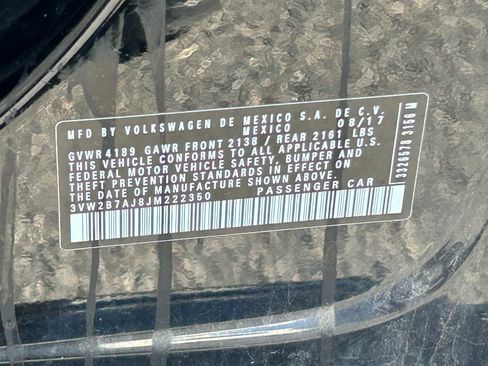 MFD BY VOLKSWAGEN DE MEXICO S.A. DE C.V.
MEXICO 08/17
GVWR 4189 GAWR FRONT 2138 / REAR 2161 LBS
THIS VEHICLE CONFORMS TO ALL APPLICABLE U.S.
FEDERAL MOTOR VEHICLE SAFETY, BUMPER AND
THEFT PREVENTION STANDARDS IN EFFECT ON
THE DATE OF MANUFACTURE SHOWN ABOVE.
3VW2B7AJ8JM222350 PASSENGER CAR
3326578 3156 M